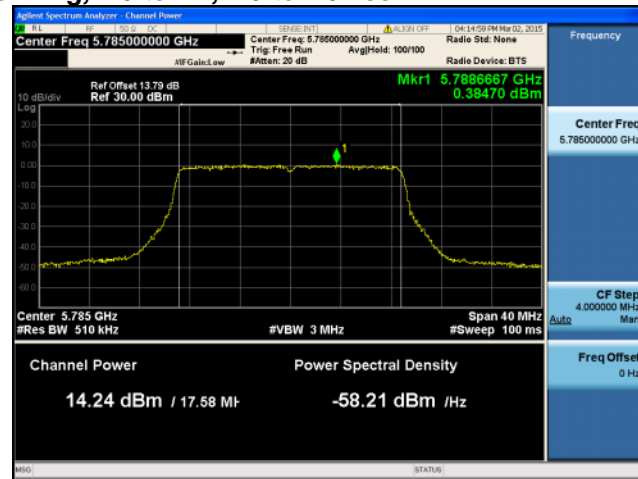 Agilent Spectrum Analyzer - Channel Power
RL RF 50 Ω DC SENSE:INT ALIGN OFF 04:14:59 PM Mar 02, 2015
Center Freq 5.785000000 GHz Center Freq: 5.785000000 GHz Radio Std: None Frequency
Trig: Free Run Avg|Hold: 100/100
#IFGain:Low #Atten: 20 dB Radio Device: BTS
Ref Offset 13.79 dB Mkr1 5.7886667 GHz
10 dB/div Ref 30.00 dBm 0.38470 dBm
Log
20.0
10.0
0.00
-10.0
-20.0
-30.0
-40.0
-50.0
-60.0
1
Center Freq
5.785000000 GHz
Center 5.785 GHz Span 40 MHz
#Res BW 510 kHz #VBW 3 MHz #Sweep 100 ms
CF Step
4.000000 MHz
Auto Man
Channel Power Power Spectral Density
14.24 dBm / 17.58 MH -58.21 dBm /Hz
Freq Offset
0 Hz
MSG STATUS